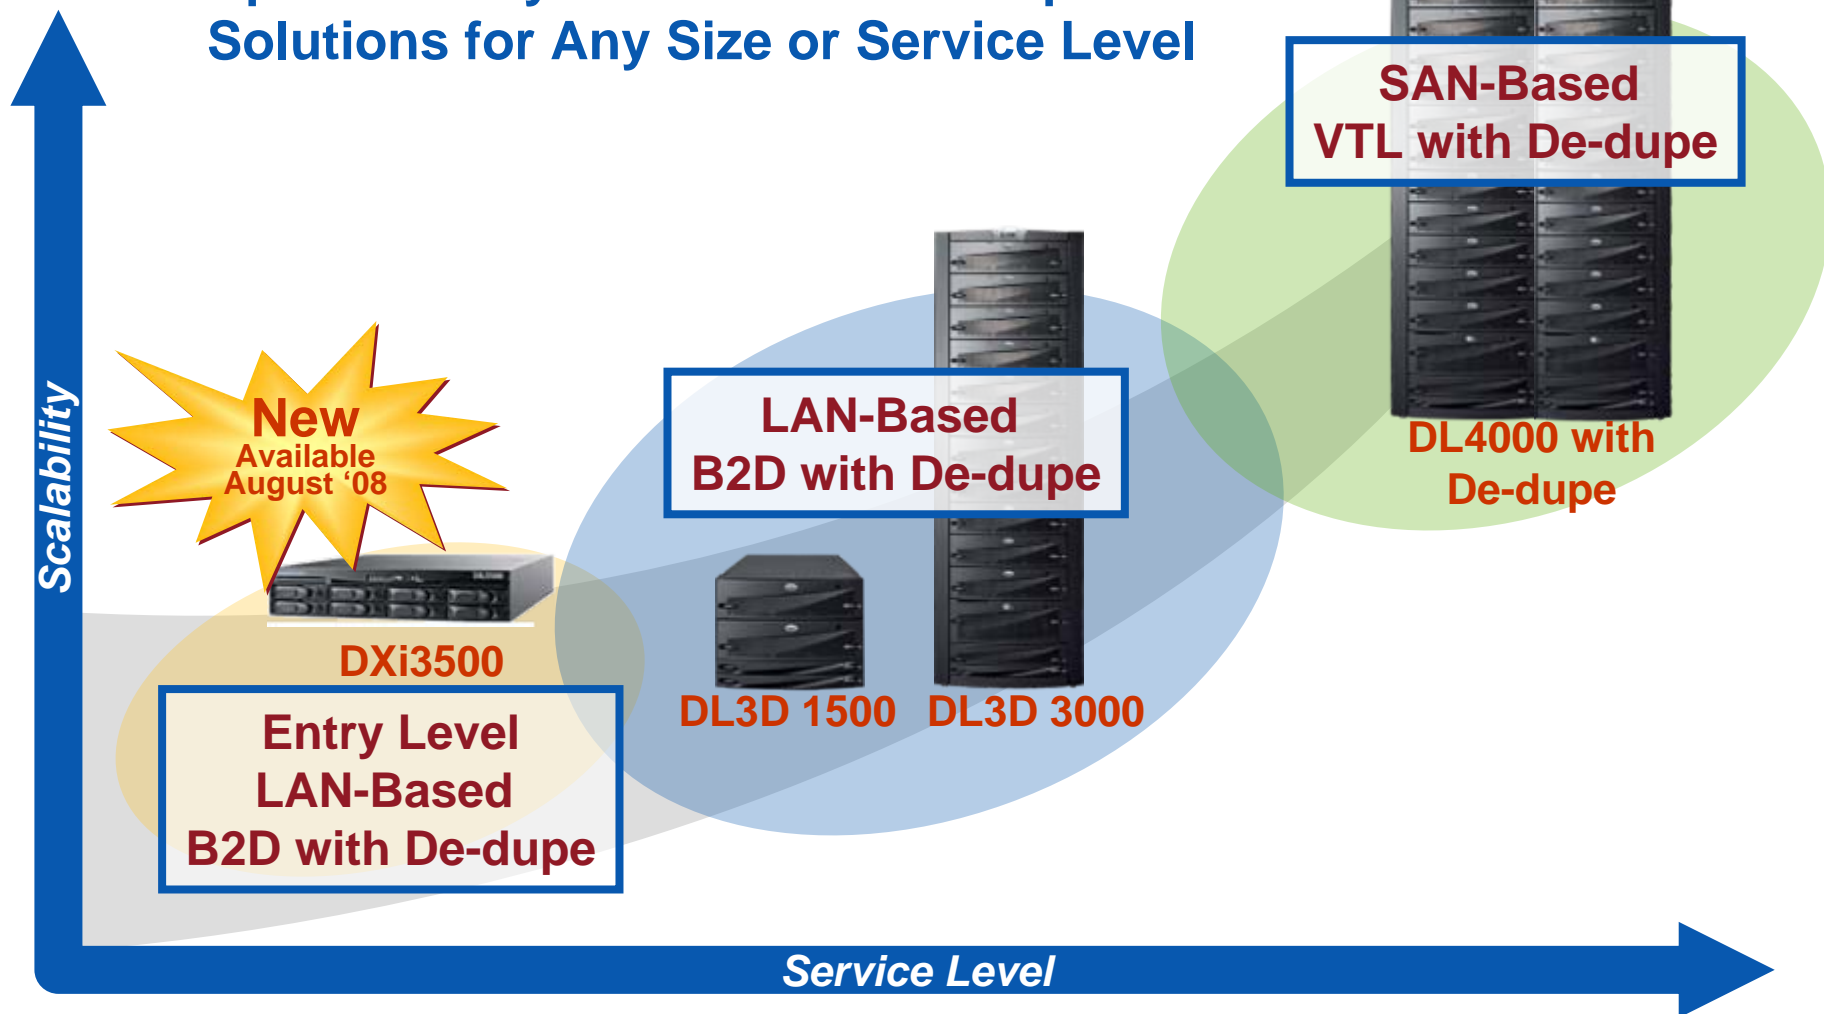 Solutions for Any Size or Service Level
SAN-Based
VTL with De-dupe
DL4000 with
De-dupe
LAN-Based
B2D with De-dupe
New
Available
August ‘08
DXi3500
DL3D 1500
DL3D 3000
Entry Level
LAN-Based
B2D with De-dupe
Scalability
Service Level